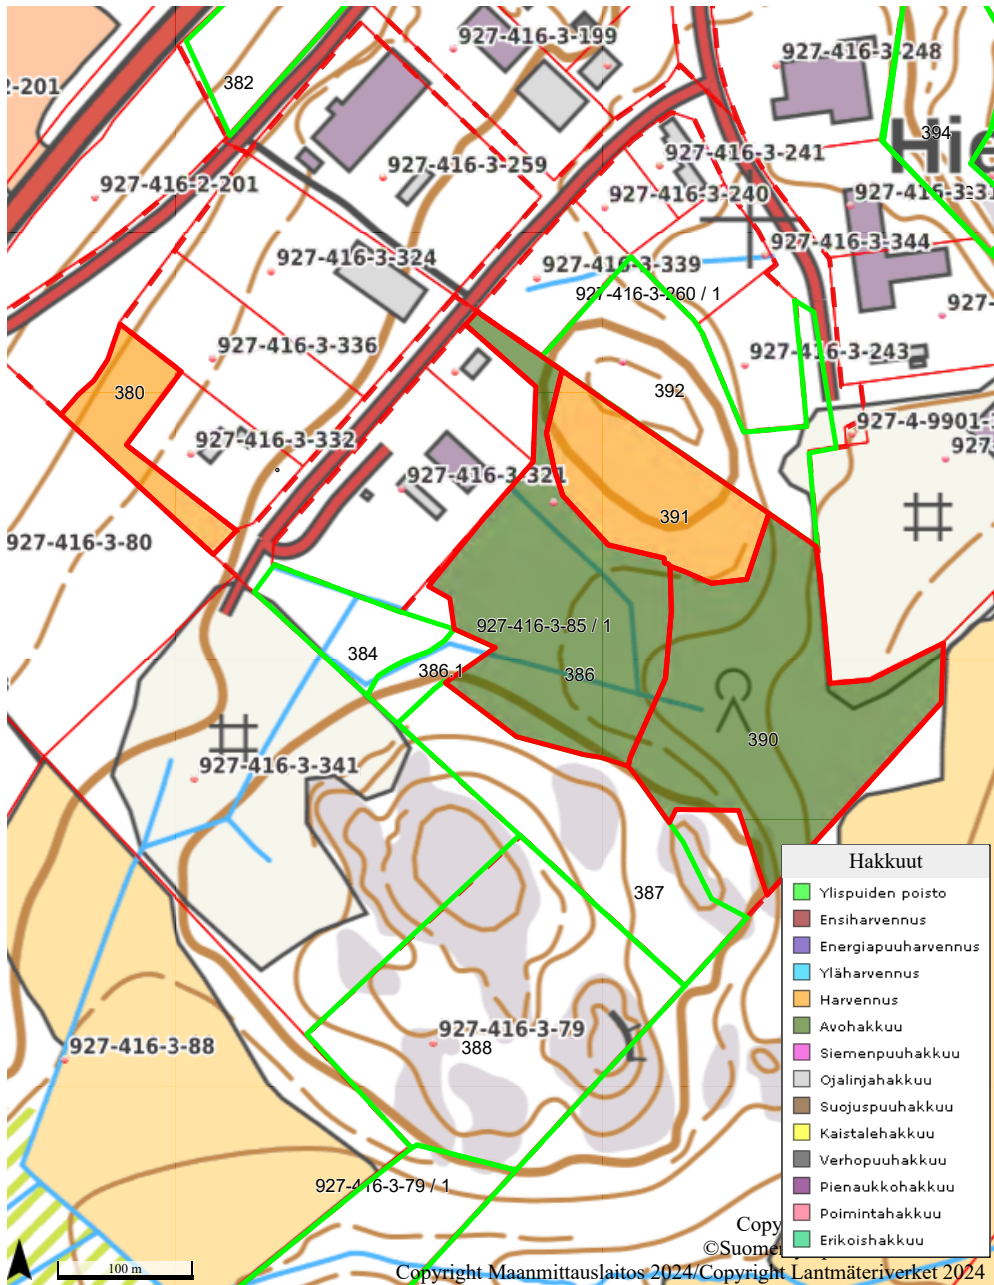 927-416-3-199
927-416-3-248
2-201
382
394
Hie
927-416-3-259
927-416-3-241
927-416-2-201
927-416-3-240
927-416-3-344
927-416-3-324
927-416-3-339
927-416-3-260 / 1
927-
927-416-3-336
927-416-3-243
380
392
927-416-3-332
927-4-9901-
927-416-3-321
391
927-416-3-80
927-416-3-85 / 1
384
386.1
386
390
927-416-3-341
387
Hakkuut
Ylispuiden poisto
Ensiharvennus
Energiapuuharvennus
Yläharvennus
Harvennus
Avohakkuu
Siemenpuuhakkuu
Ojalinjahakkuu
Suojuspuuhakkuu
Kaistalehakkuu
Verhopuuhakkuu
Pienaukkohakkuu
Poimintahakkuu
Erikoishakkuu
927-416-3-79
388
927-416-3-88
927-416-3-79 / 1
100 m
Copy
©Suome
Copyright Maanmittauslaitos 2024/Copyright Lantmäteriverket 2024